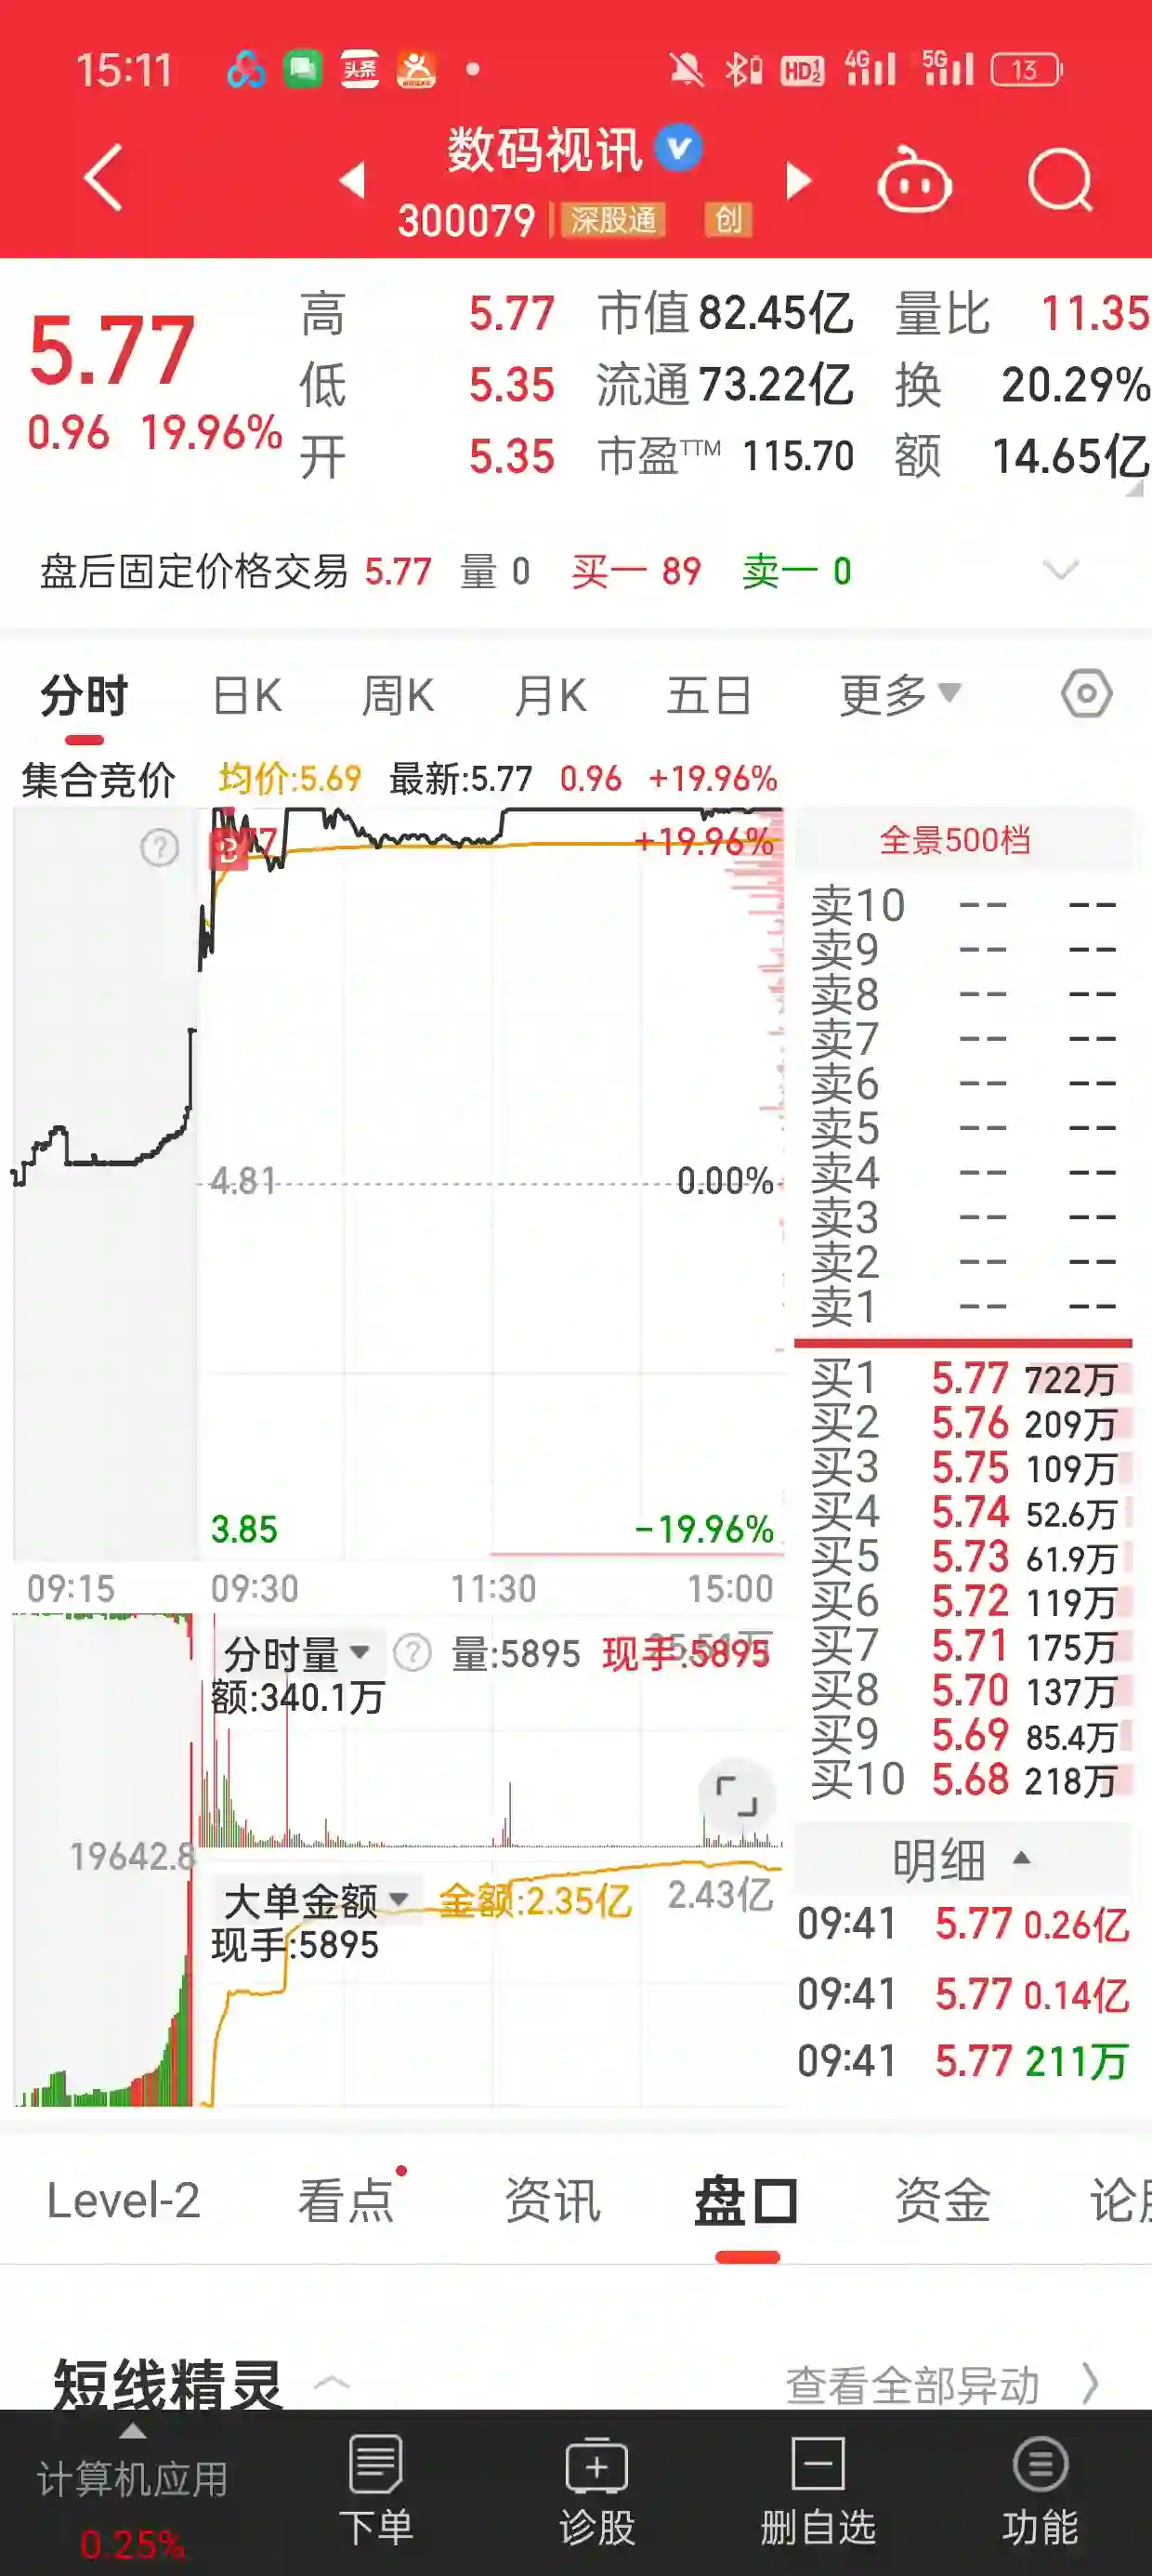 15:11 头条 HD 1 2 4G 5G 13
数码视讯
300079 深股通 创
5.77
0.96 19.96%
高 5.77 市值 82.45亿 量比 11.35
低 5.35 流通 73.22亿 换 20.29%
开 5.35 市盈TTM 115.70 额 14.65亿
盘后固定价格交易 5.77 量 0 买一 89 卖一 0
分时 日K 周K 月K 五日 更多
集合竞价 均价:5.69 最新:5.77 0.96 +19.96%
B +19.96%
4.81 0.00%
3.85 -19.96%
09:15 09:30 11:30 15:00
分时量 量:5895 现手:5895
额:340.1万
19642.8
大单金额 金额:2.35亿 2.43亿
现手:5895
全景500档
卖10 -- --
卖9 -- --
卖8 -- --
卖7 -- --
卖6 -- --
卖5 -- --
卖4 -- --
卖3 -- --
卖2 -- --
卖1 -- --
买1 5.77 722万
买2 5.76 209万
买3 5.75 109万
买4 5.74 52.6万
买5 5.73 61.9万
买6 5.72 119万
买7 5.71 175万
买8 5.70 137万
买9 5.69 85.4万
买10 5.68 218万
明细
09:41 5.77 0.26亿
09:41 5.77 0.14亿
09:41 5.77 211万
Level-2 看点 资讯 盘口 资金
短线精灵 查看全部异动
计算机应用
0.25%
下单 诊股 删自选 功能